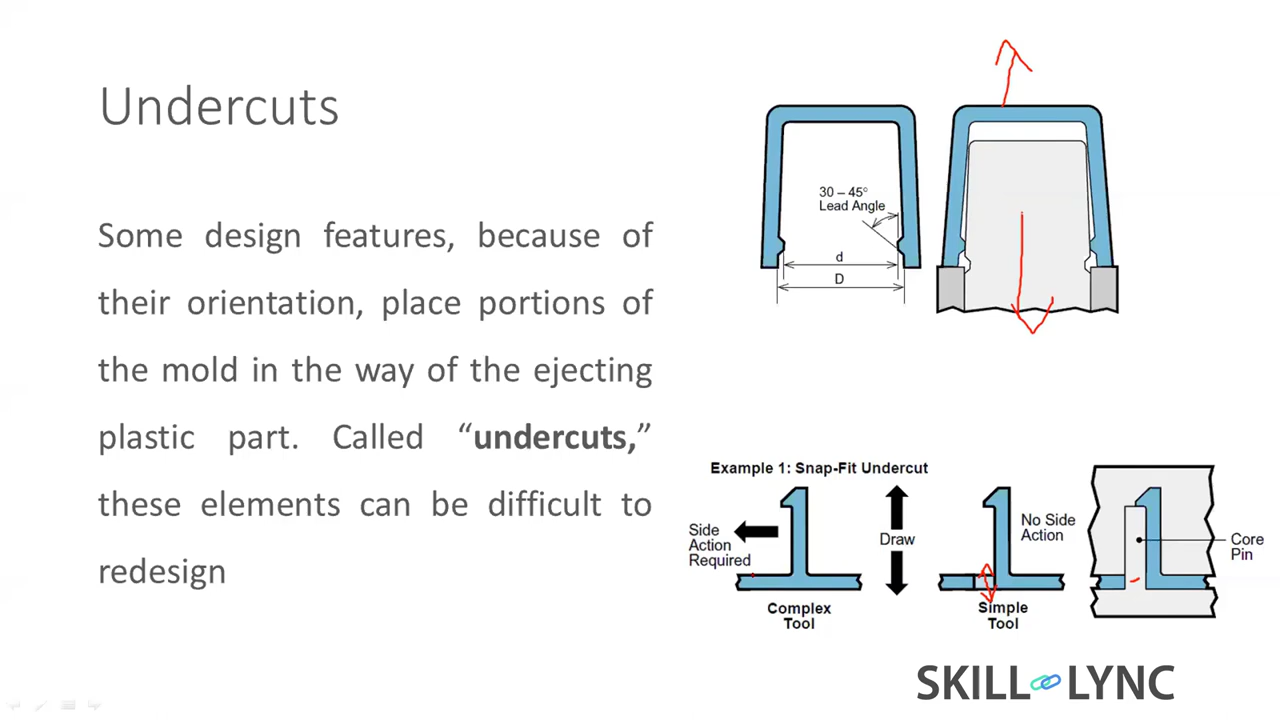 Undercuts
Some design features, because of
their orientation, place portions of
the mold in the way of the ejecting
plastic part. Called “undercuts,”
these elements can be difficult to
redesign
30 – 45°
Lead Angle
d
D
Example 1: Snap-Fit Undercut
Side
Action
Required
Draw
No Side
Action
Core
Pin
Complex
Tool
Simple
Tool
SKILL LYNC